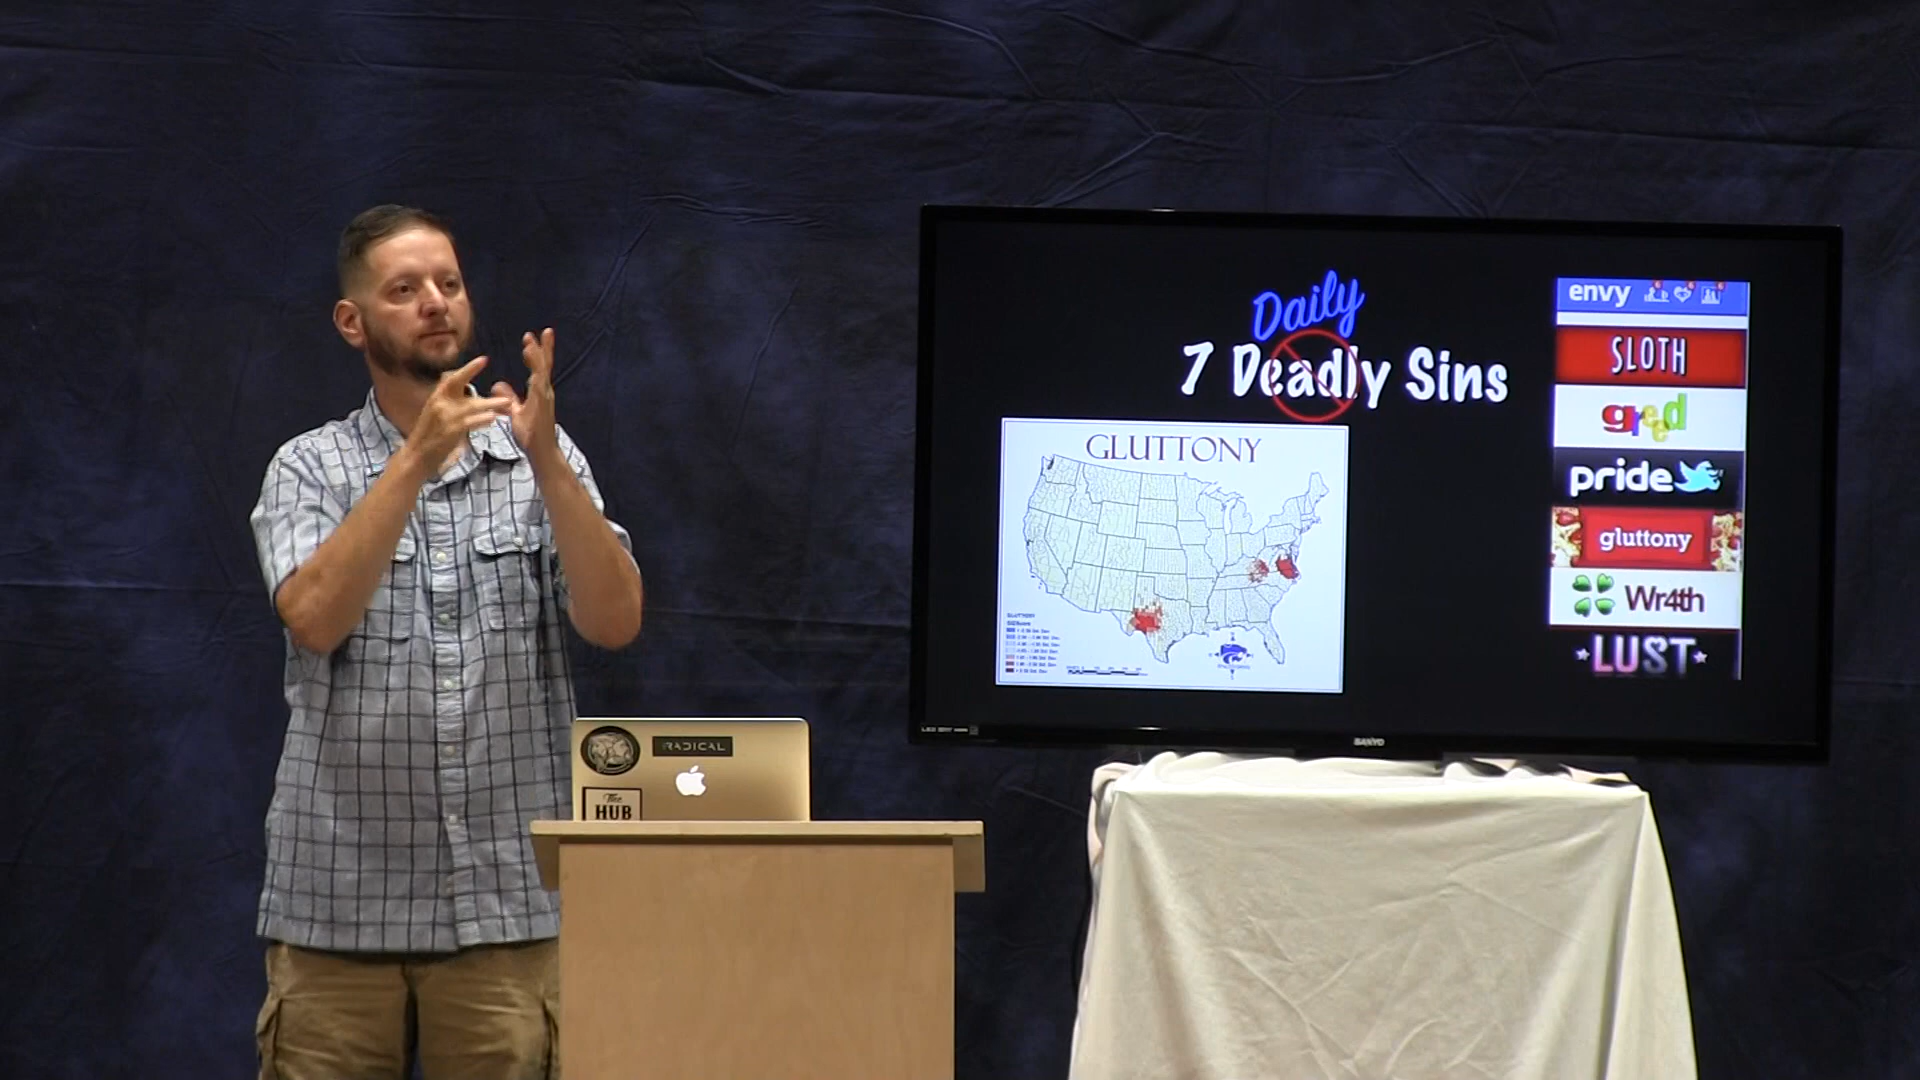 Daily
7 Deadly Sins
GLUTTONY
envy
SLOTH
greed
pride
gluttony
Wr4th
LUST
SANYO
RADICAL
The
HUB